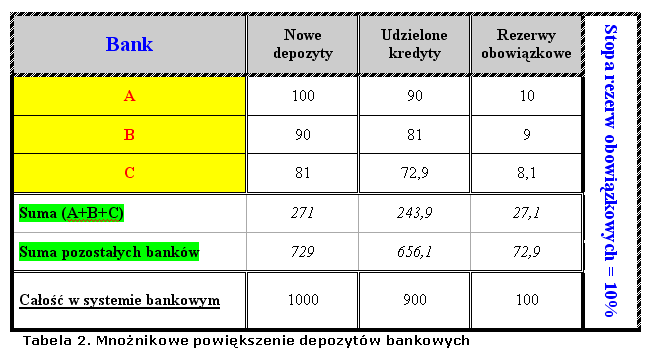 Bank Nowe depozyty Udzielone kredyty Rezerwy obowiązkowe
A 100 90 10
B 90 81 9
C 81 72,9 8,1
Suma (A+B+C) 271 243,9 27,1
Suma pozostałych banków 729 656,1 72,9
Całość w systemie bankowym 1000 900 100
Stopa rezerw obowiązkowych = 10%
Tabela 2. Mnożnikowe powiększenie depozytów bankowych